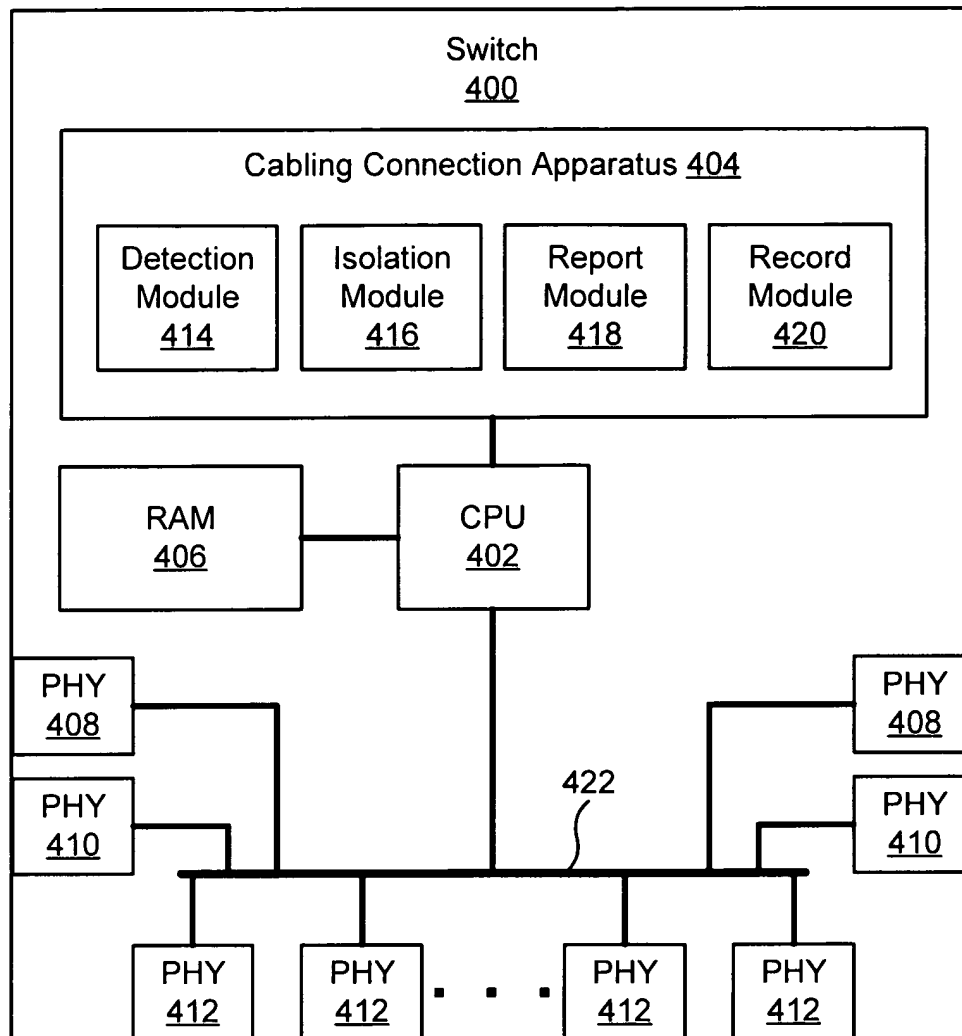 Switch
400
Cabling Connection Apparatus 404
Detection
Module
414
Isolation
Module
416
Report
Module
418
Record
Module
420
RAM
406
CPU
402
PHY
408
PHY
408
PHY
410
PHY
410
422
PHY
412
PHY
412
PHY
412
PHY
412